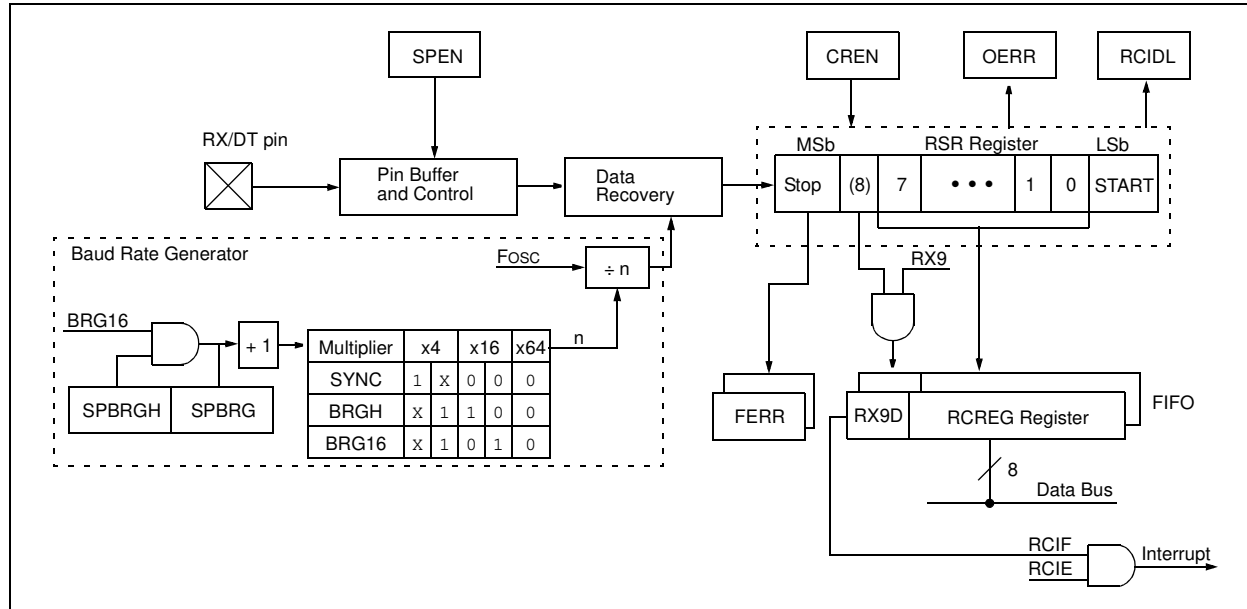 SPEN
CREN
OERR
RCIDL
RX/DT pin
Pin Buffer
and Control
Data
Recovery
MSb
RSR Register
LSb
Stop (8) 7 • • • 1 0 START
Baud Rate Generator
FOSC
÷ n
RX9
BRG16
+ 1
n
SPBRGH SPBRG
Multiplier x4 x16 x64
SYNC 1 X 0 0 0
BRGH X 1 1 0 0
BRG16 X 1 0 1 0
FERR
RX9D
RCREG Register
FIFO
8
Data Bus
RCIF
RCIE
Interrupt